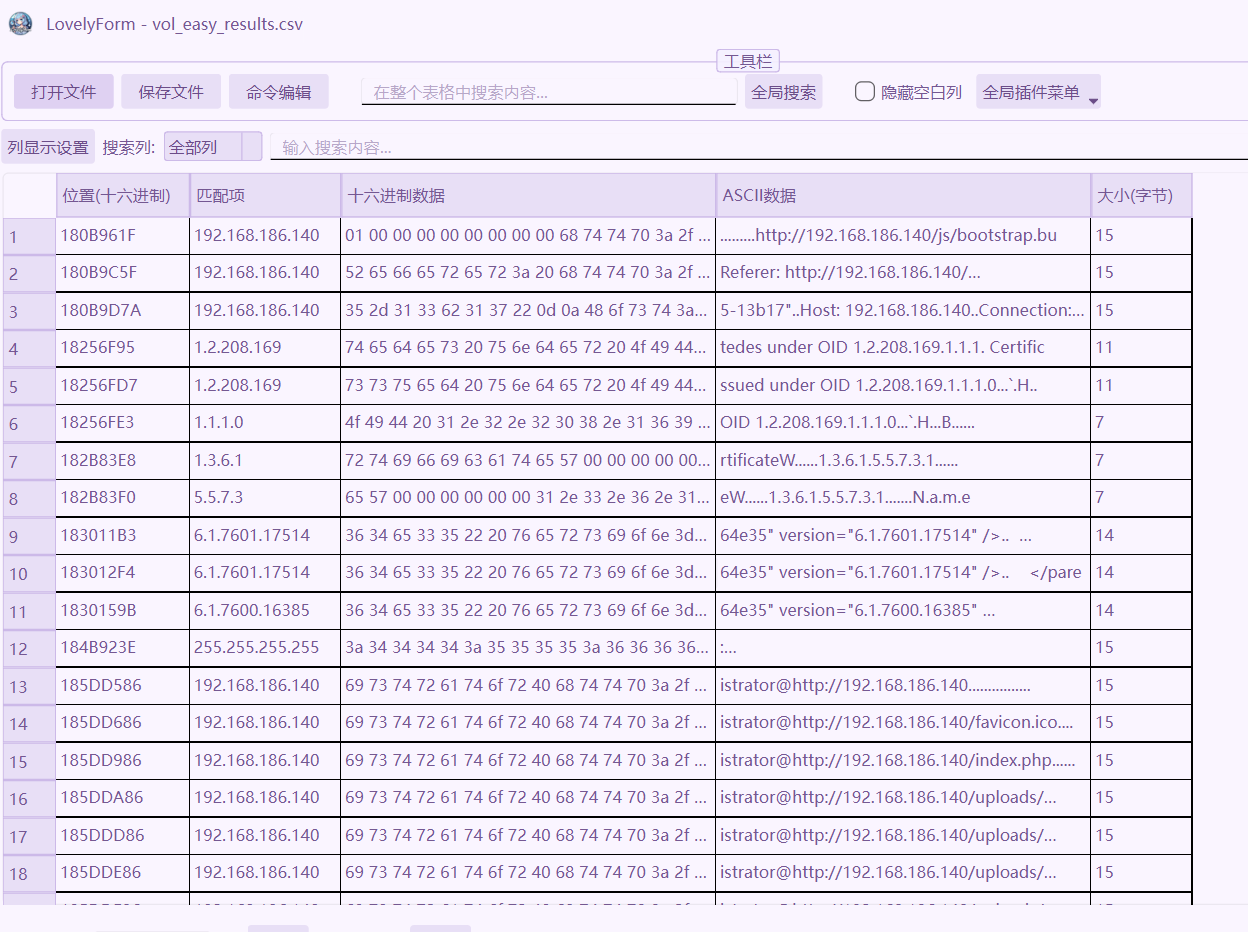 LovelyForm - vol_easy_results.csv
工具栏
打开文件 保存文件 命令编辑 在整个表格中搜索内容... 全局搜索 隐藏空白列 全局插件菜单
列显示设置 搜索列: 全部列 输入搜索内容...
位置(十六进制) 匹配项 十六进制数据 ASCII数据 大小(字节)
1 180B961F 192.168.186.140 01 00 00 00 00 00 00 00 00 68 74 74 70 3a 2f ... .........http://192.168.186.140/js/bootstrap.bu 15
2 180B9C5F 192.168.186.140 52 65 66 65 72 65 72 3a 20 68 74 74 70 3a 2f ... Referer: http://192.168.186.140/... 15
3 180B9D7A 192.168.186.140 35 2d 31 33 62 31 37 22 0d 0a 48 6f 73 74 3a... 5-13b17"..Host: 192.168.186.140..Connection:... 15
4 18256F95 1.2.208.169 74 65 64 65 73 20 75 6e 64 65 72 20 4f 49 44... tedes under OID 1.2.208.169.1.1.1. Certific 11
5 18256FD7 1.2.208.169 73 73 75 65 64 20 75 6e 64 65 72 20 4f 49 44... ssued under OID 1.2.208.169.1.1.1.0...`.H.. 11
6 18256FE3 1.1.1.0 4f 49 44 20 31 2e 32 2e 32 30 38 2e 31 36 39 ... OID 1.2.208.169.1.1.1.0...`.H...B...... 7
7 182B83E8 1.3.6.1 72 74 69 66 69 63 61 74 65 57 00 00 00 00 00... rtificateW......1.3.6.1.5.5.7.3.1...... 7
8 182B83F0 5.5.7.3 65 57 00 00 00 00 00 00 31 2e 33 2e 36 2e 31... eW......1.3.6.1.5.5.7.3.1.......N.a.m.e 7
9 183011B3 6.1.7601.17514 36 34 65 33 35 22 20 76 65 72 73 69 6f 6e 3d... 64e35" version="6.1.7601.17514" />.. ... 14
10 183012F4 6.1.7601.17514 36 34 65 33 35 22 20 76 65 72 73 69 6f 6e 3d... 64e35" version="6.1.7601.17514" />.. </pare 14
11 1830159B 6.1.7600.16385 36 34 65 33 35 22 20 76 65 72 73 69 6f 6e 3d... 64e35" version="6.1.7600.16385" ... 14
12 184B923E 255.255.255.255 3a 34 34 34 34 3a 35 35 35 35 3a 36 36 36 36... :... 15
13 185DD586 192.168.186.140 69 73 74 72 61 74 6f 72 40 68 74 74 70 3a 2f ... istrator@http://192.168.186.140............... 15
14 185DD686 192.168.186.140 69 73 74 72 61 74 6f 72 40 68 74 74 70 3a 2f ... istrator@http://192.168.186.140/favicon.ico.... 15
15 185DD986 192.168.186.140 69 73 74 72 61 74 6f 72 40 68 74 74 70 3a 2f ... istrator@http://192.168.186.140/index.php...... 15
16 185DDA86 192.168.186.140 69 73 74 72 61 74 6f 72 40 68 74 74 70 3a 2f ... istrator@http://192.168.186.140/uploads/... 15
17 185DDD86 192.168.186.140 69 73 74 72 61 74 6f 72 40 68 74 74 70 3a 2f ... istrator@http://192.168.186.140/uploads/... 15
18 185DDE86 192.168.186.140 69 73 74 72 61 74 6f 72 40 68 74 74 70 3a 2f ... istrator@http://192.168.186.140/uploads/... 15